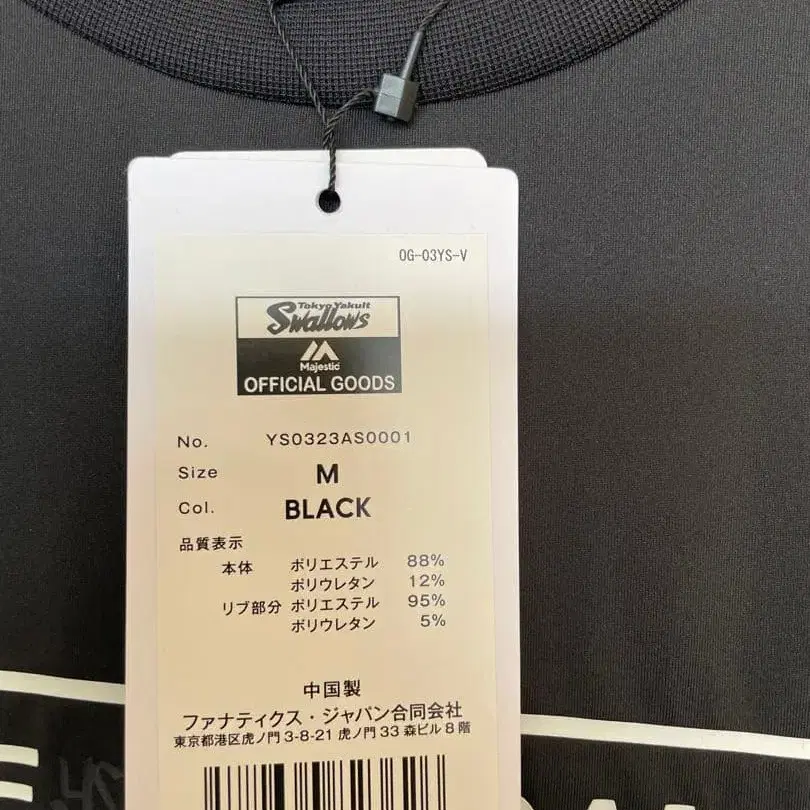 OG-03YS-V
Tokyo Yakult
Swallows
Majestic
OFFICIAL GOODS
No. YS0323AS0001
Size M
Col. BLACK
品質表示
本体 ポリエステル 88%
ポリウレタン 12%
リブ部分 ポリエステル 95%
ポリウレタン 5%
中国製
ファナティクス・ジャパン合同会社
東京都港区虎ノ門 3-8-21 虎ノ門 33 森ビル 8 階